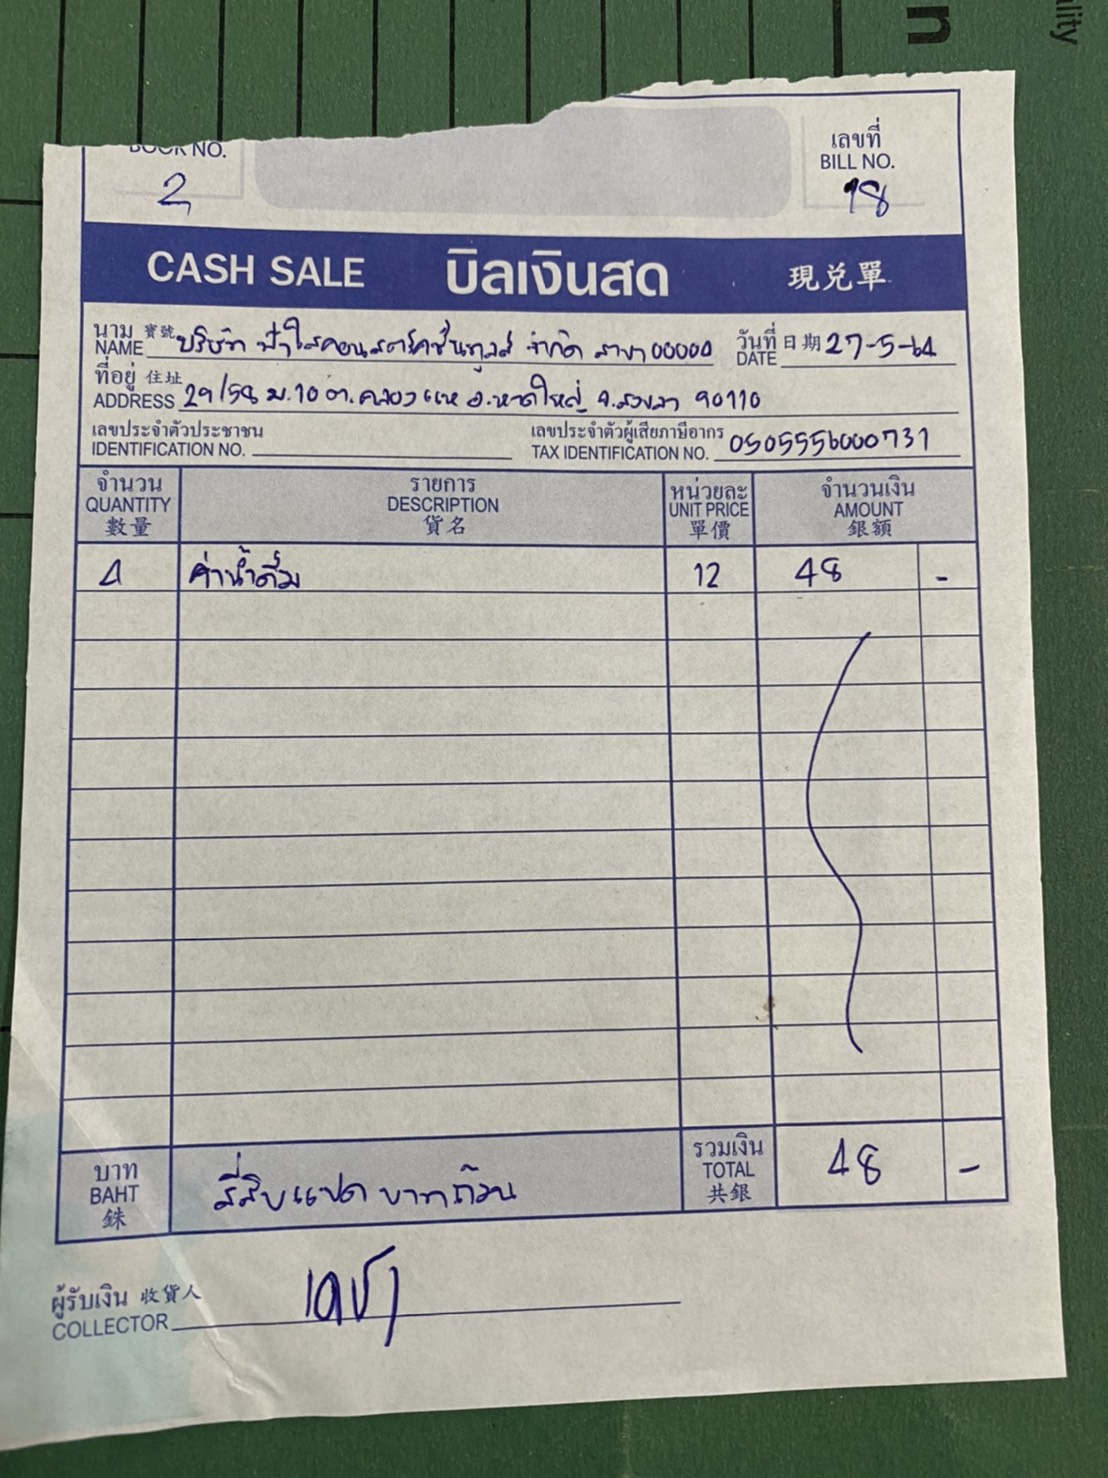 n
ality
BOOK NO.
2
เลขที่
BILL NO.
18
CASH SALE บิลเงินสด 現兑單
นาม 寶號 บริษัท ฟ้าใสคอนสตรัคชั่นทูลส์ จำกัด สาขา 00000 วันที่ 日期 27-5-64
NAME DATE
ที่อยู่ 住址 29/58 ม.10 ต.คลองแห อ.หาดใหญ่ จ.สงขลา 90110
ADDRESS
เลขประจำตัวประชาชน เลขประจำตัวผู้เสียภาษีอากร 0505556000731
IDENTIFICATION NO. TAX IDENTIFICATION NO.
จำนวน รายการ หน่วยละ จำนวนเงิน
QUANTITY DESCRIPTION UNIT PRICE AMOUNT
數量 貨名 單價 銀額
4 ค่าน้ำดื่ม 12 48 -
บาท รวมเงิน
BAHT สี่สิบแปดบาทถ้วน TOTAL 48 -
銖 共銀
ผู้รับเงิน 收貨人
COLLECTOR เดชา